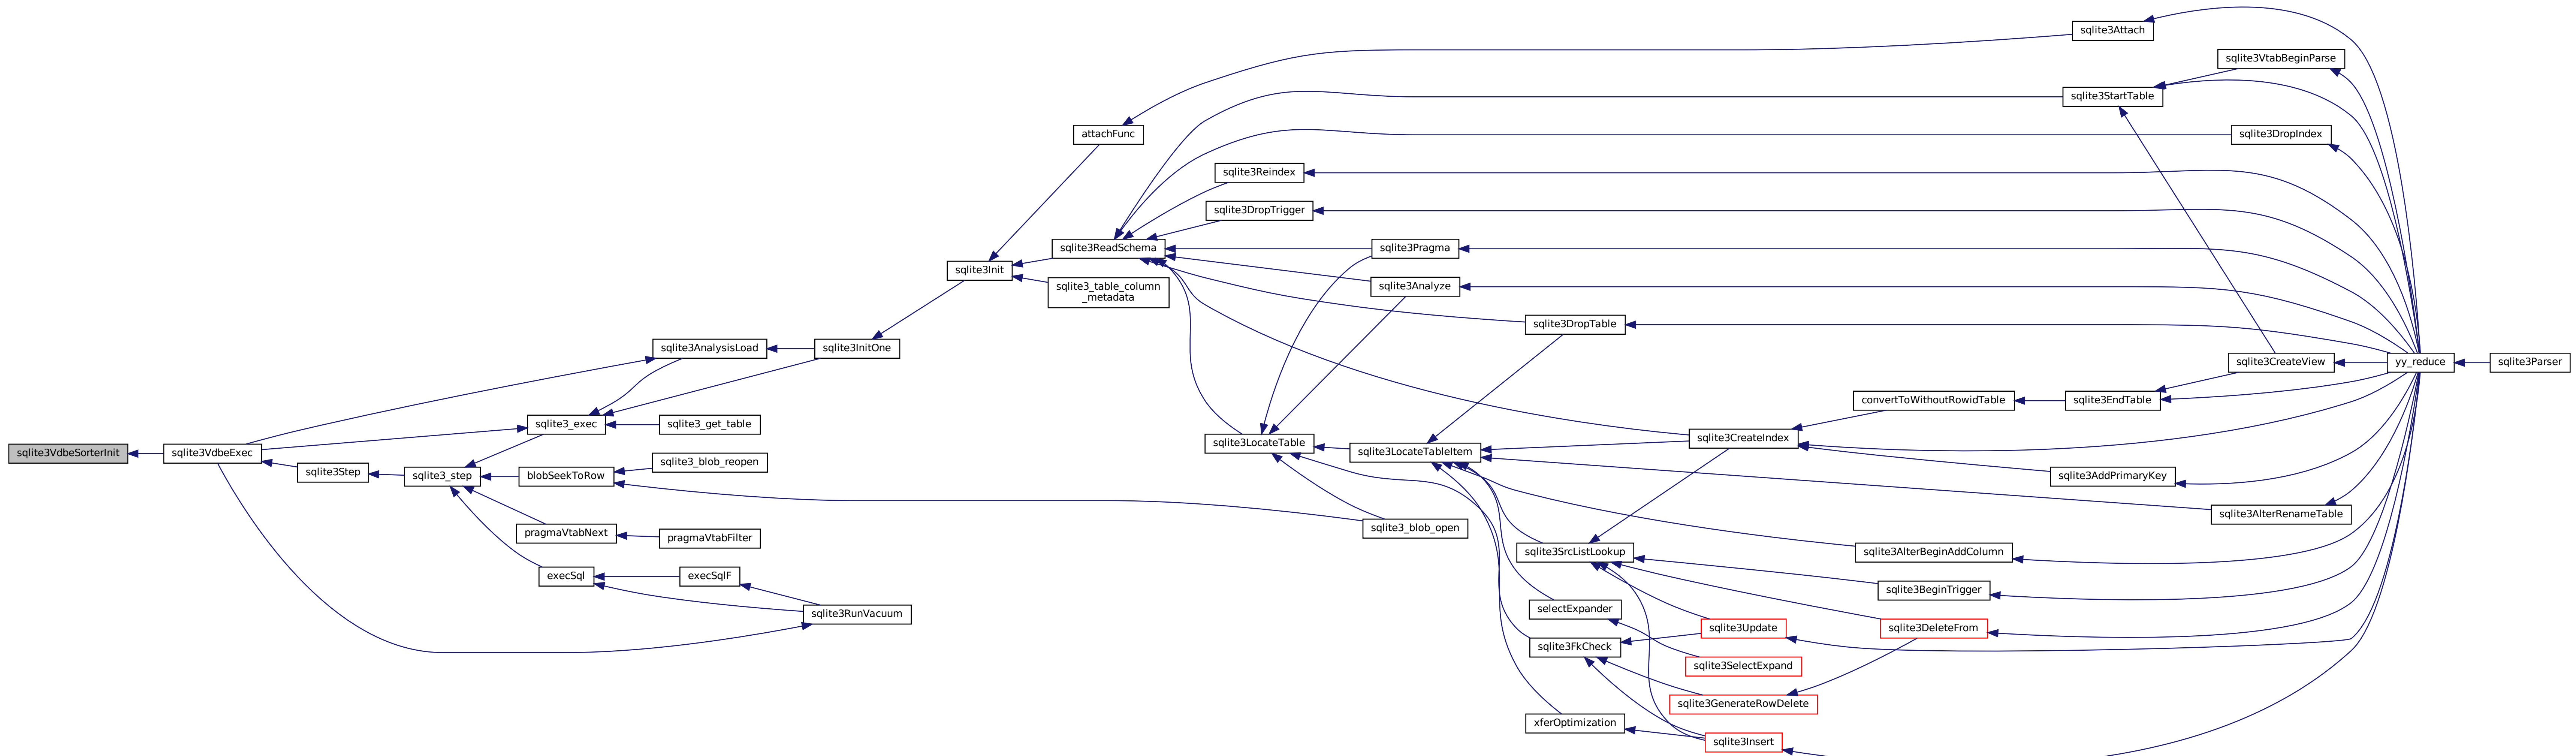 sqlite3Attach
sqlite3VtabBeginParse
sqlite3StartTable
attachFunc
sqlite3DropIndex
sqlite3Reindex
sqlite3DropTrigger
sqlite3ReadSchema
sqlite3Pragma
sqlite3Init
sqlite3_table_column
_metadata
sqlite3Analyze
sqlite3DropTable
sqlite3AnalysisLoad
sqlite3InitOne
sqlite3CreateView
yy_reduce
sqlite3Parser
convertToWithoutRowidTable
sqlite3EndTable
sqlite3_exec
sqlite3_get_table
sqlite3CreateIndex
sqlite3LocateTable
sqlite3LocateTableItem
sqlite3VdbeSorterInit
sqlite3VdbeExec
sqlite3_blob_reopen
sqlite3Step
sqlite3_step
blobSeekToRow
sqlite3AddPrimaryKey
sqlite3AlterRenameTable
sqlite3_blob_open
pragmaVtabNext
pragmaVtabFilter
sqlite3SrcListLookup
sqlite3AlterBeginAddColumn
execSql
execSqlF
sqlite3BeginTrigger
selectExpander
sqlite3RunVacuum
sqlite3Update
sqlite3DeleteFrom
sqlite3FkCheck
sqlite3SelectExpand
sqlite3GenerateRowDelete
xferOptimization
sqlite3Insert